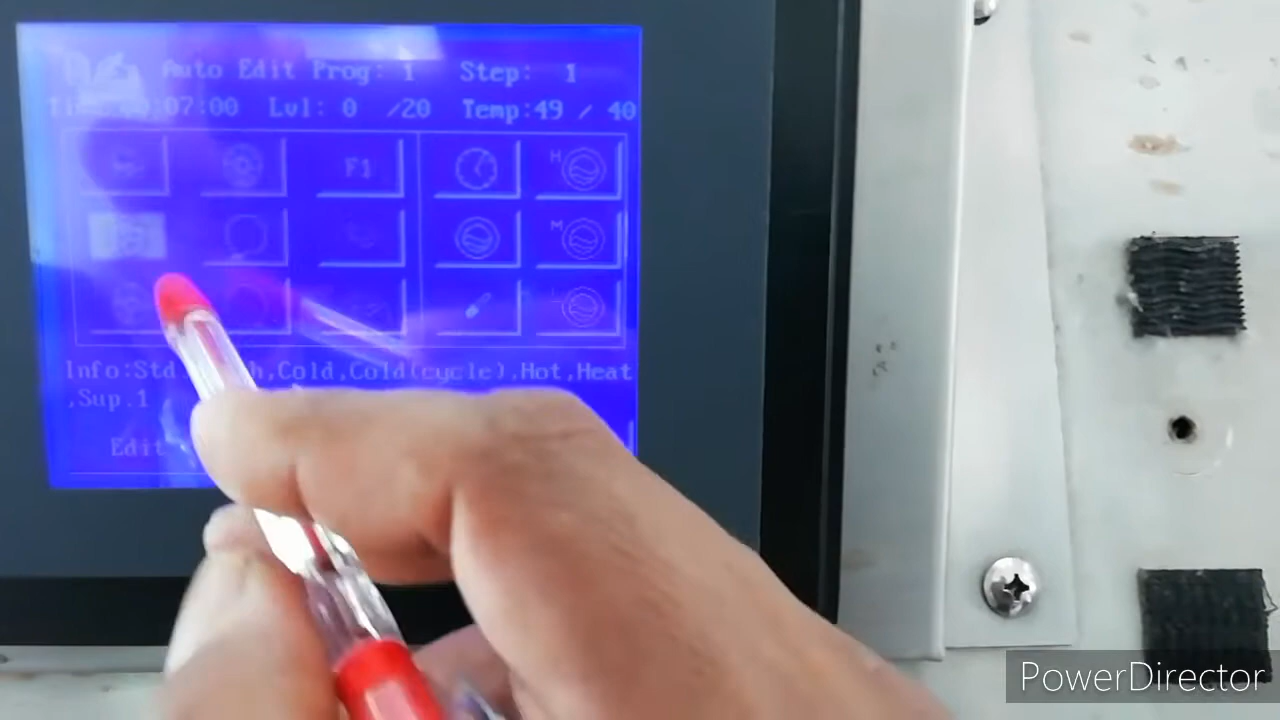 Auto Edit Prog: 1 Step: 1
:07:00 Lvl: 0 /20 Temp:49 / 40
F1
H
M
L
Info:Std h,Cold,Cold(cycle),Hot,Heat
,Sup.1
Edit
PowerDirector